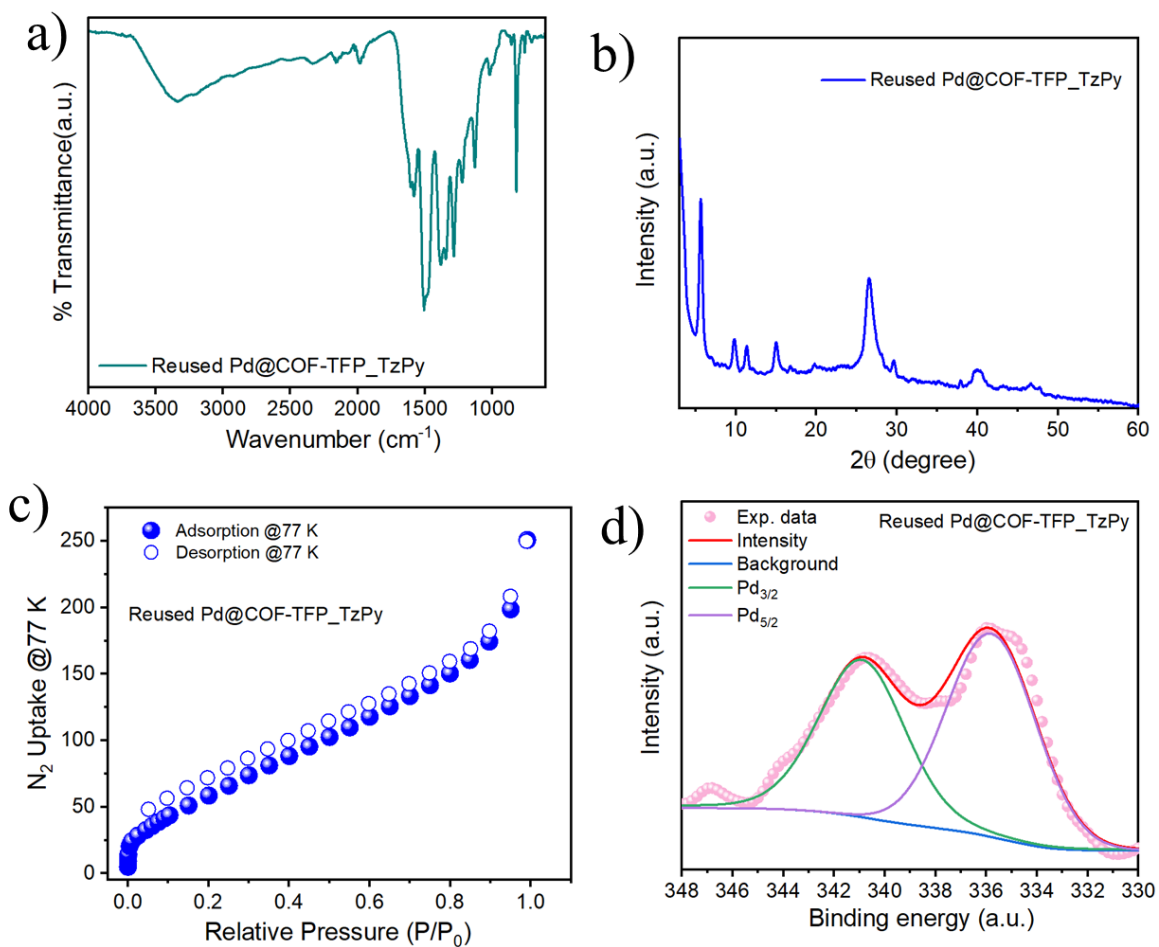 a)
% Transmittance(a.u.)
Reused Pd@COF-TFP_TzPy
4000 3500 3000 2500 2000 1500 1000
Wavenumber (cm⁻¹)
b)
Reused Pd@COF-TFP_TzPy
Intensity (a.u.)
10 20 30 40 50 60
2θ (degree)
c)
Adsorption @77 K
Desorption @77 K
Reused Pd@COF-TFP_TzPy
N₂ Uptake @77 K
250
200
150
100
50
0
0.0 0.2 0.4 0.6 0.8 1.0
Relative Pressure (P/P₀)
d)
Exp. data
Intensity
Background
Pd₃/₂
Pd₅/₂
Reused Pd@COF-TFP_TzPy
Intensity (a.u.)
348 346 344 342 340 338 336 334 332 330
Binding energy (a.u.)